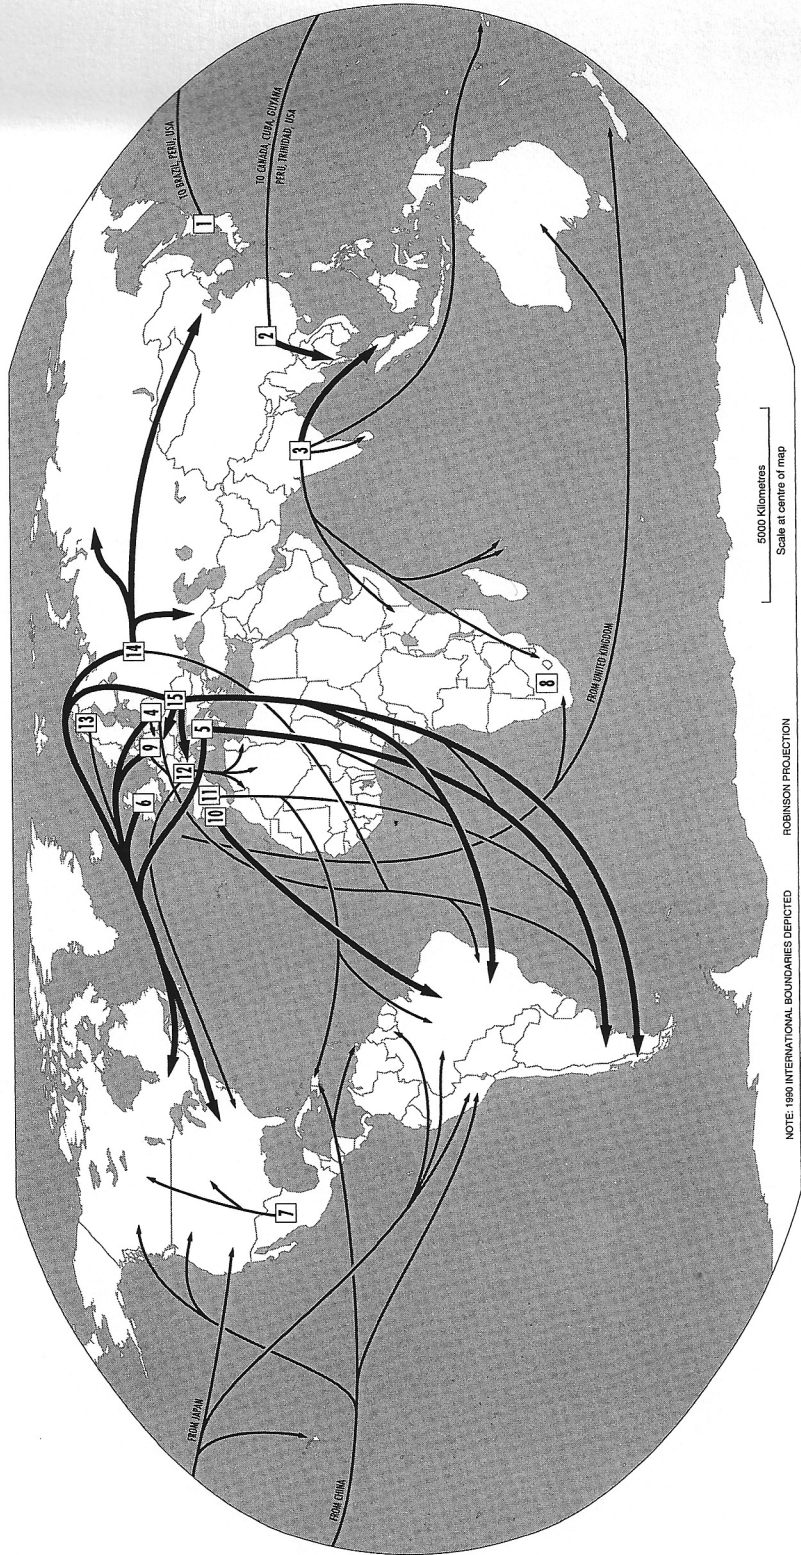 13
14
6
9
4
15
TO BRAZIL, PERU, USA
12
FROM JAPAN
5
1
11
10
2
TO CANADA, CUBA, GUYANA
PERU, TRINIDAD, USA
7
3
FROM CHINA
8
FROM UNITED KINGDOM
5000 Kilometres
Scale at centre of map
NOTE: 1990 INTERNATIONAL BOUNDARIES DEPICTED
ROBINSON PROJECTION